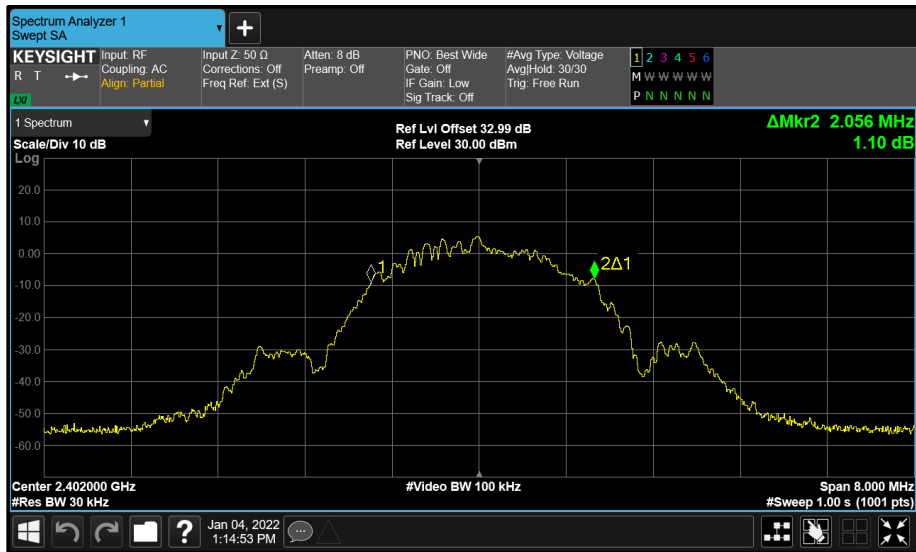 Spectrum Analyzer 1
Swept SA
+
KEYSIGHT
R T
LXI
Input: RF
Coupling: AC
Align: Partial
Input Z: 50 Ω
Corrections: Off
Freq Ref: Ext (S)
Atten: 8 dB
Preamp: Off
PNO: Best Wide
Gate: Off
IF Gain: Low
Sig Track: Off
#Avg Type: Voltage
Avg|Hold: 30/30
Trig: Free Run
1 2 3 4 5 6
M W W W W W
P N N N N N
1 Spectrum
Scale/Div 10 dB
Ref Lvl Offset 32.99 dB
Ref Level 30.00 dBm
ΔMkr2 2.056 MHz
1.10 dB
Log
20.0
10.0
0.00
-10.0
-20.0
-30.0
-40.0
-50.0
-60.0
1
2Δ1
Center 2.402000 GHz
#Res BW 30 kHz
#Video BW 100 kHz
Span 8.000 MHz
#Sweep 1.00 s (1001 pts)
?
Jan 04, 2022
1:14:53 PM